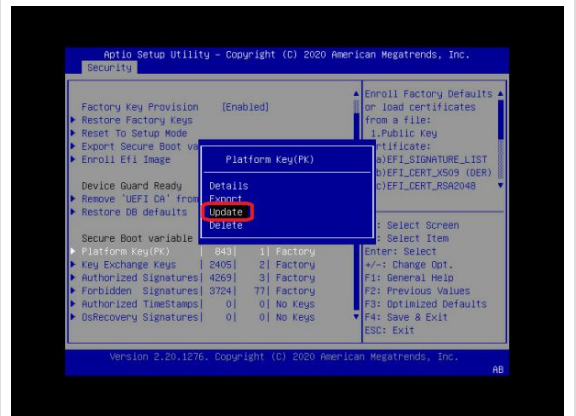 Aptio Setup Utility – Copyright (C) 2020 American Megatrends, Inc.
Security
Factory Key Provision [Enabled]
Restore Factory Keys
Reset To Setup Mode
Export Secure Boot va
Enroll Efi Image
Device Guard Ready
Remove 'UEFI CA' from
Restore DB defaults
Secure Boot variable
Platform Key(PK) | 843| 1| Factory
Key Exchange Keys | 2405| 2| Factory
Authorized Signatures| 4269| 3| Factory
Forbidden Signatures| 3724| 77| Factory
Authorized TimeStamps| 0| 0| No Keys
OsRecovery Signatures| 0| 0| No Keys
Platform Key(PK)
Details
Export
Update
Delete
Enroll Factory Defaults
or load certificates
from a file:
1.Public Key
rtificate:
a)EFI_SIGNATURE_LIST
b)EFI_CERT_X509 (DER)
c)EFI_CERT_RSA2048
: Select Screen
: Select Item
Enter: Select
+/-: Change Opt.
F1: General Help
F2: Previous Values
F3: Optimized Defaults
F4: Save & Exit
ESC: Exit
Version 2.20.1276. Copyright (C) 2020 American Megatrends, Inc.
AB